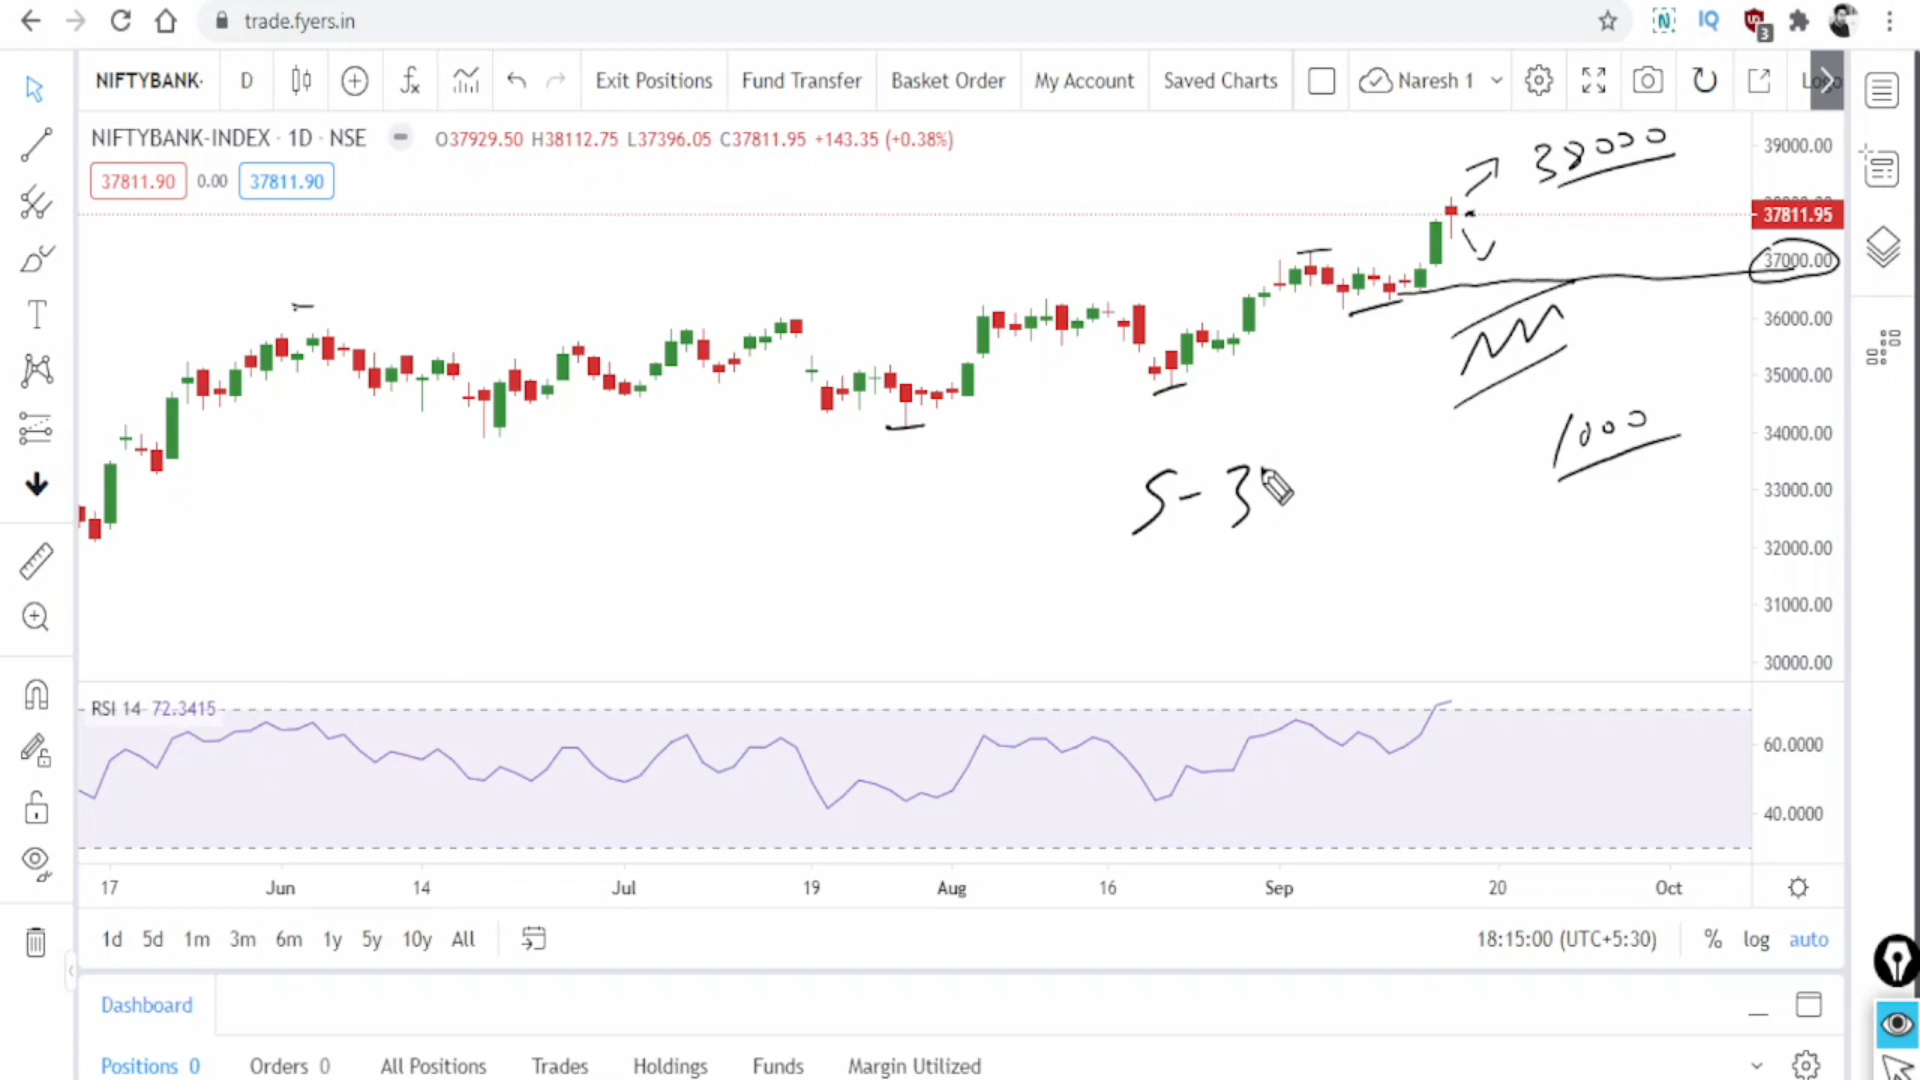 trade.fyers.in
3
NIFTYBANK· D Exit Positions Fund Transfer Basket Order My Account Saved Charts Naresh 1
NIFTYBANK-INDEX · 1D · NSE O37929.50 H38112.75 L37396.05 C37811.95 +143.35 (+0.38%)
37811.90 0.00 37811.90
38000
39000.00
37811.95
37000.00
36000.00
35000.00
34000.00
33000.00
32000.00
31000.00
30000.00
1000
S- 3
RSI 14 72.3415
60.0000
40.0000
17 Jun 14 Jul 19 Aug 16 Sep 20 Oct
1d 5d 1m 3m 6m 1y 5y 10y All 18:15:00 (UTC+5:30) % log auto
Dashboard
Positions 0 Orders 0 All Positions Trades Holdings Funds Margin Utilized